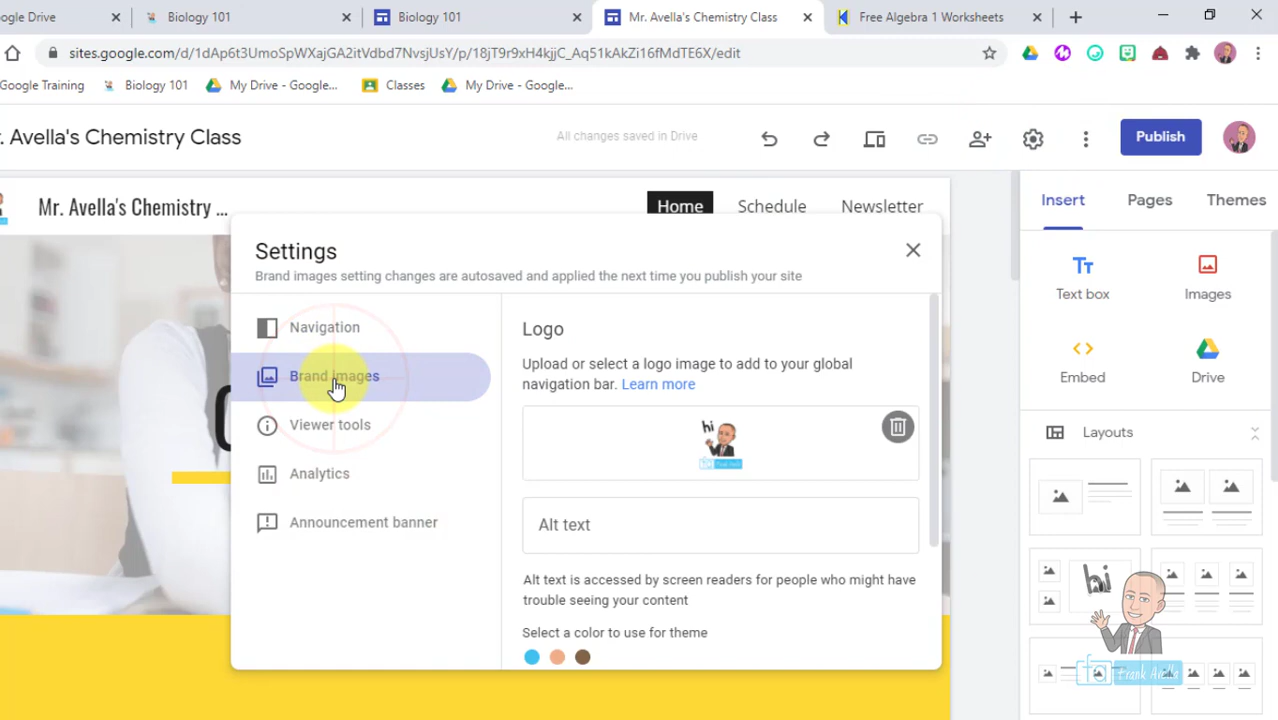 Google Drive
Biology 101
Biology 101
Mr. Avella's Chemistry Class
Free Algebra 1 Worksheets
sites.google.com/d/1dAp6t3UmoSpWXajGA2itVdbd7NvsjUsY/p/18jT9r9xH4kjjC_Aq51kAkZi16fMdTE6X/edit
Google Training
Biology 101
My Drive - Google...
Classes
My Drive - Google...
r. Avella's Chemistry Class
All changes saved in Drive
Publish
Mr. Avella's Chemistry ...
Home
Schedule
Newsletter
Insert
Pages
Themes
Settings
Brand images setting changes are autosaved and applied the next time you publish your site
Text box
Images
Navigation
Brand images
Viewer tools
Analytics
Announcement banner
Logo
Upload or select a logo image to add to your global
navigation bar. Learn more
hi
Alt text
Alt text is accessed by screen readers for people who might have
trouble seeing your content
Select a color to use for theme
Embed
Drive
Layouts
hi
fa Frank Avella